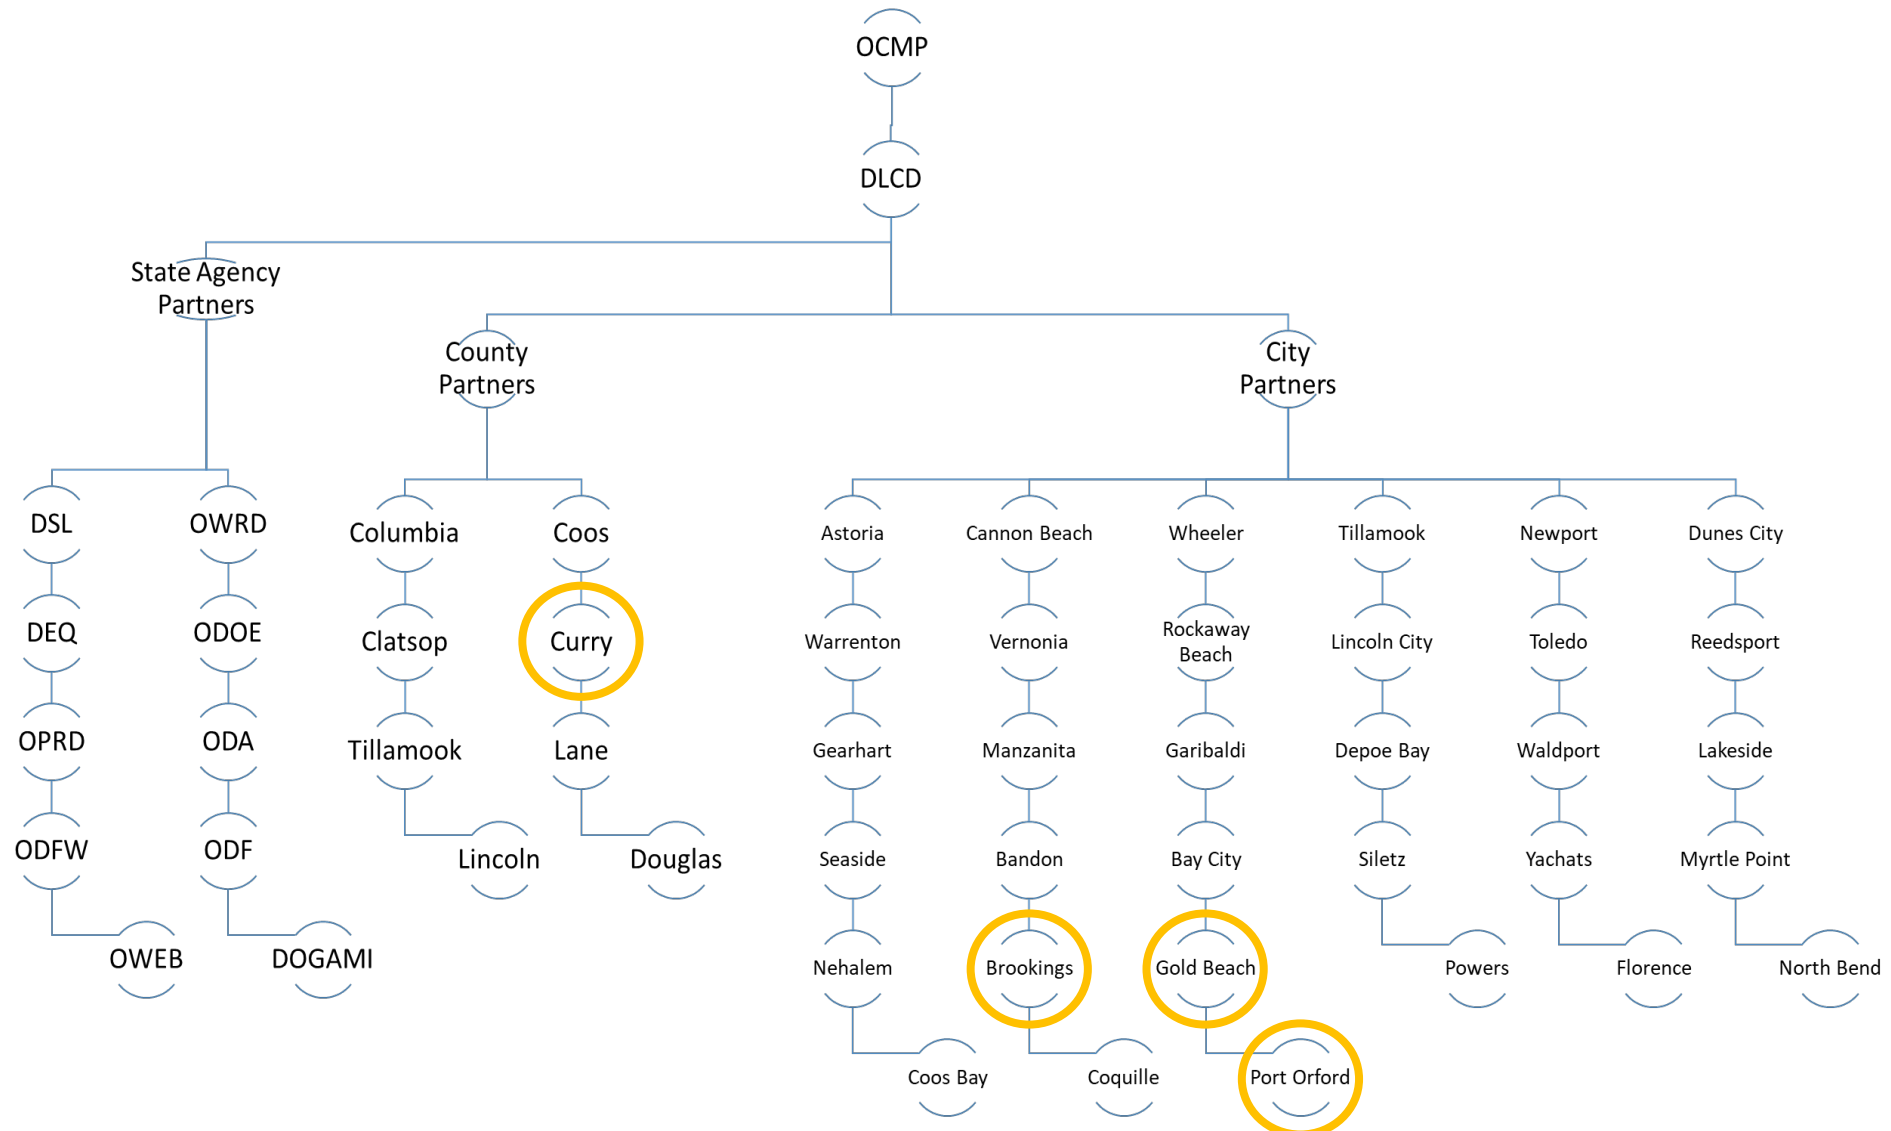 OCMP
DLCD
State Agency
Partners
County
Partners
City
Partners
DSL
DEQ
OPRD
ODFW
OWEB
OWRD
ODOE
ODA
ODF
DOGAMI
Columbia
Clatsop
Tillamook
Lincoln
Coos
Curry
Lane
Douglas
Astoria
Warrenton
Gearhart
Seaside
Nehalem
Coos Bay
Cannon Beach
Vernonia
Manzanita
Bandon
Brookings
Coquille
Wheeler
Rockaway
Beach
Garibaldi
Bay City
Gold Beach
Port Orford
Tillamook
Lincoln City
Depoe Bay
Siletz
Powers
Newport
Toledo
Waldport
Yachats
Florence
Dunes City
Reedsport
Lakeside
Myrtle Point
North Bend